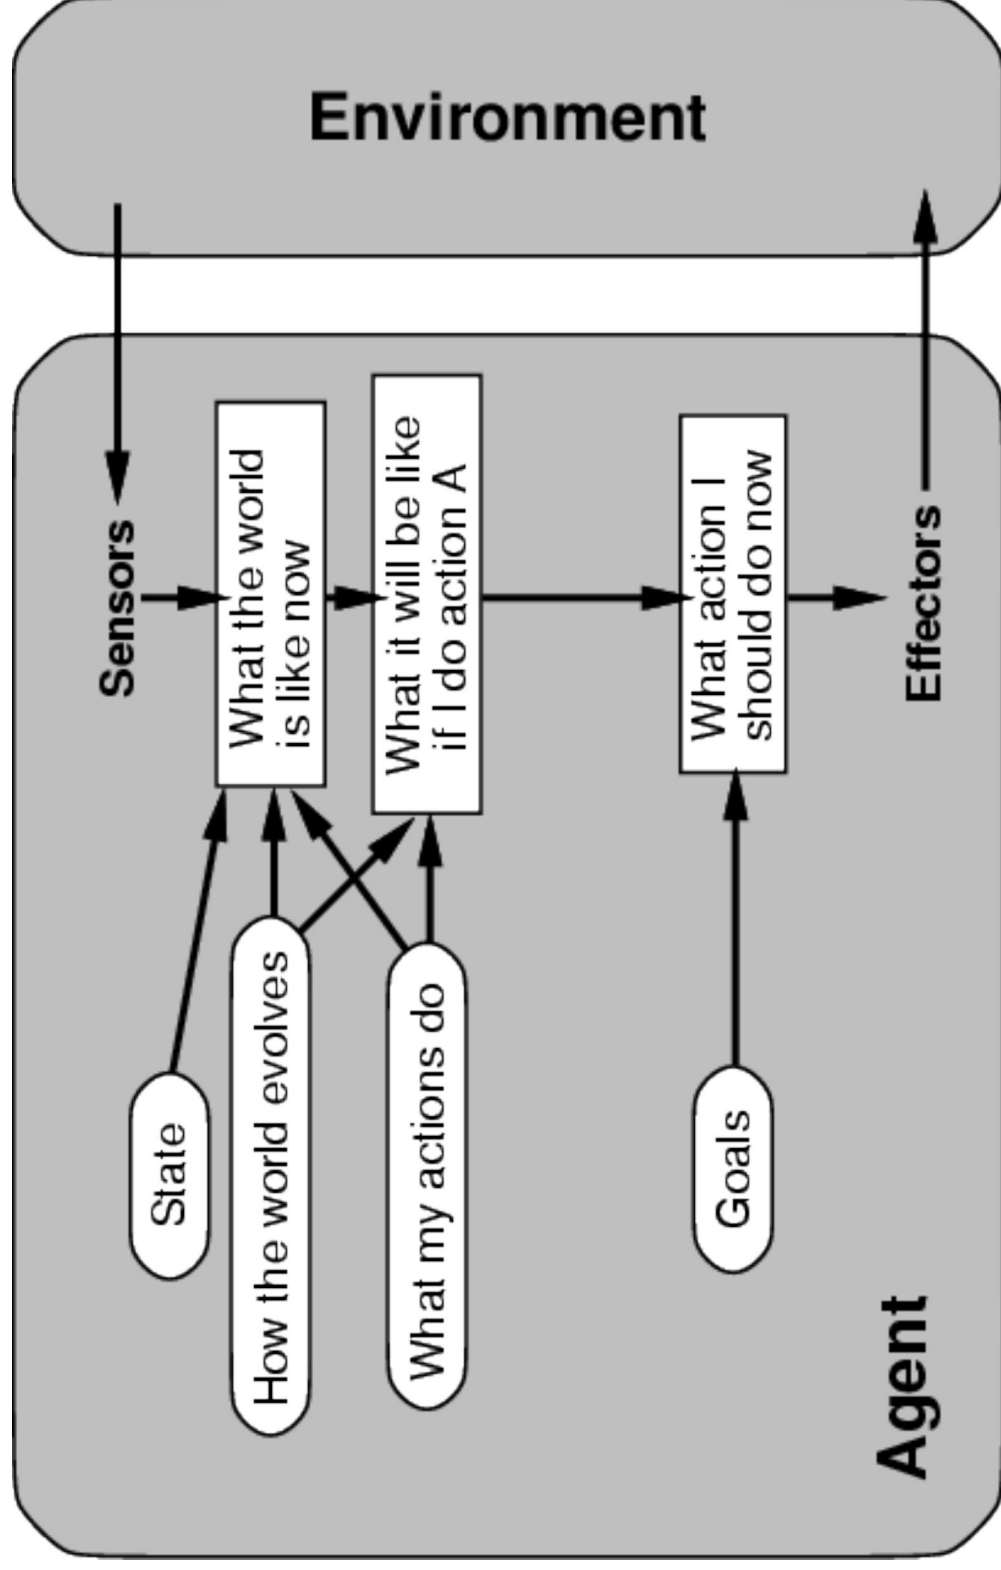 Environment
Sensors
State
What the world
is like now
How the world evolves
What it will be like
if I do action A
What my actions do
What action I
should do now
Goals
Effectors
Agent